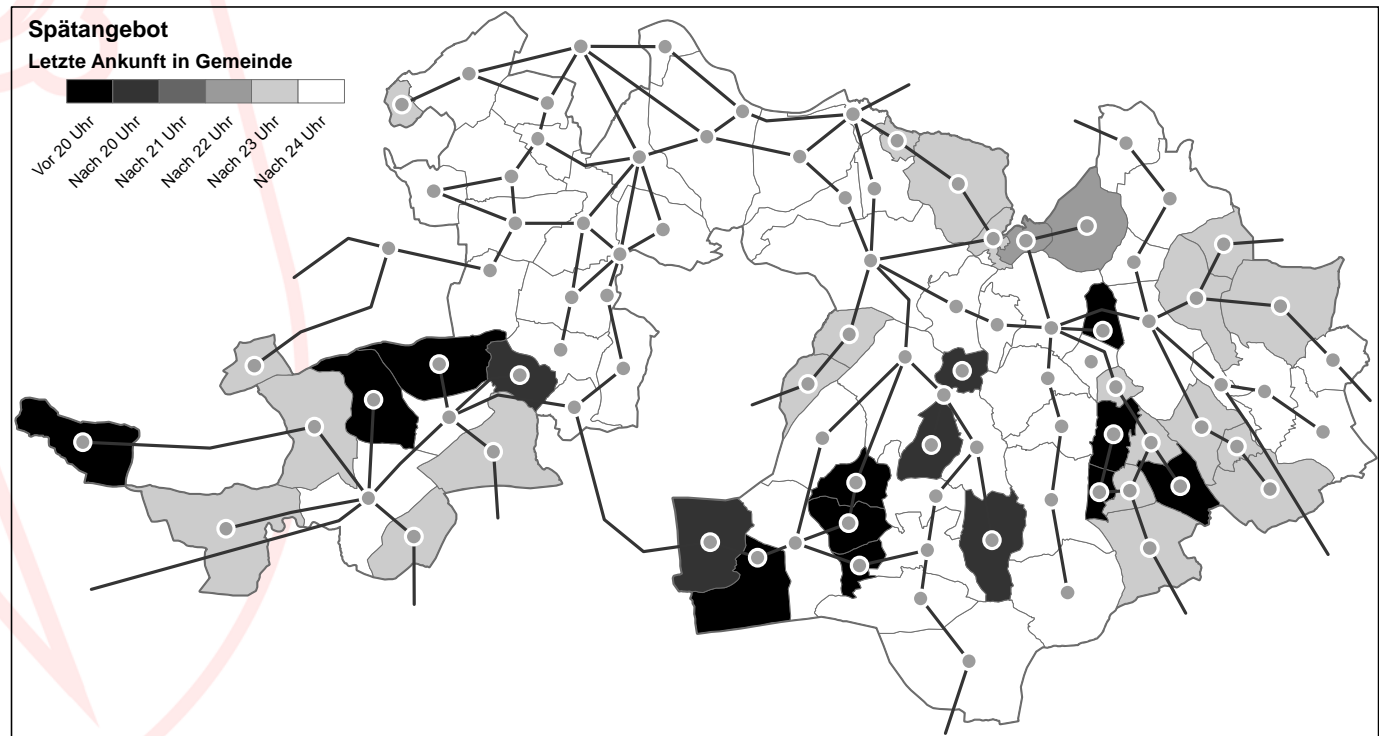 Spätangebot
Letzte Ankunft in Gemeinde
Vor 20 Uhr
Nach 20 Uhr
Nach 21 Uhr
Nach 22 Uhr
Nach 23 Uhr
Nach 24 Uhr